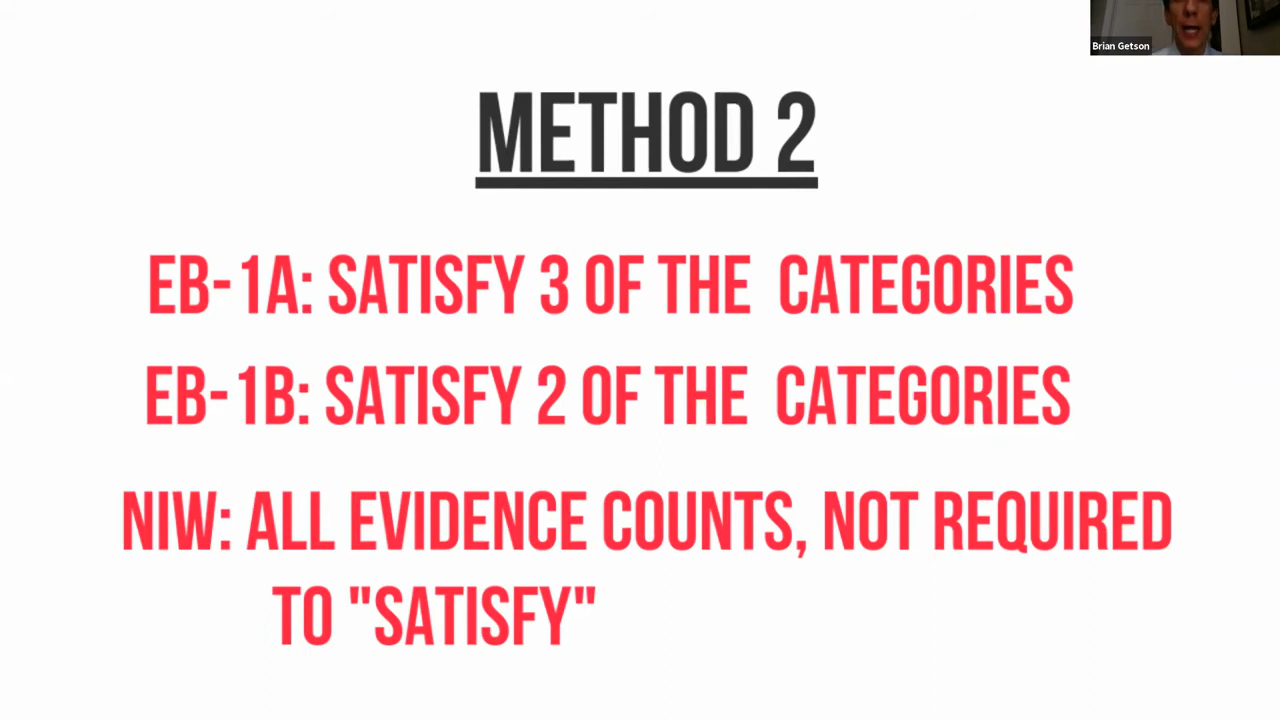 Brian Getson
METHOD 2
EB-1A: SATISFY 3 OF THE CATEGORIES
EB-1B: SATISFY 2 OF THE CATEGORIES
NIW: ALL EVIDENCE COUNTS, NOT REQUIRED
TO "SATISFY"